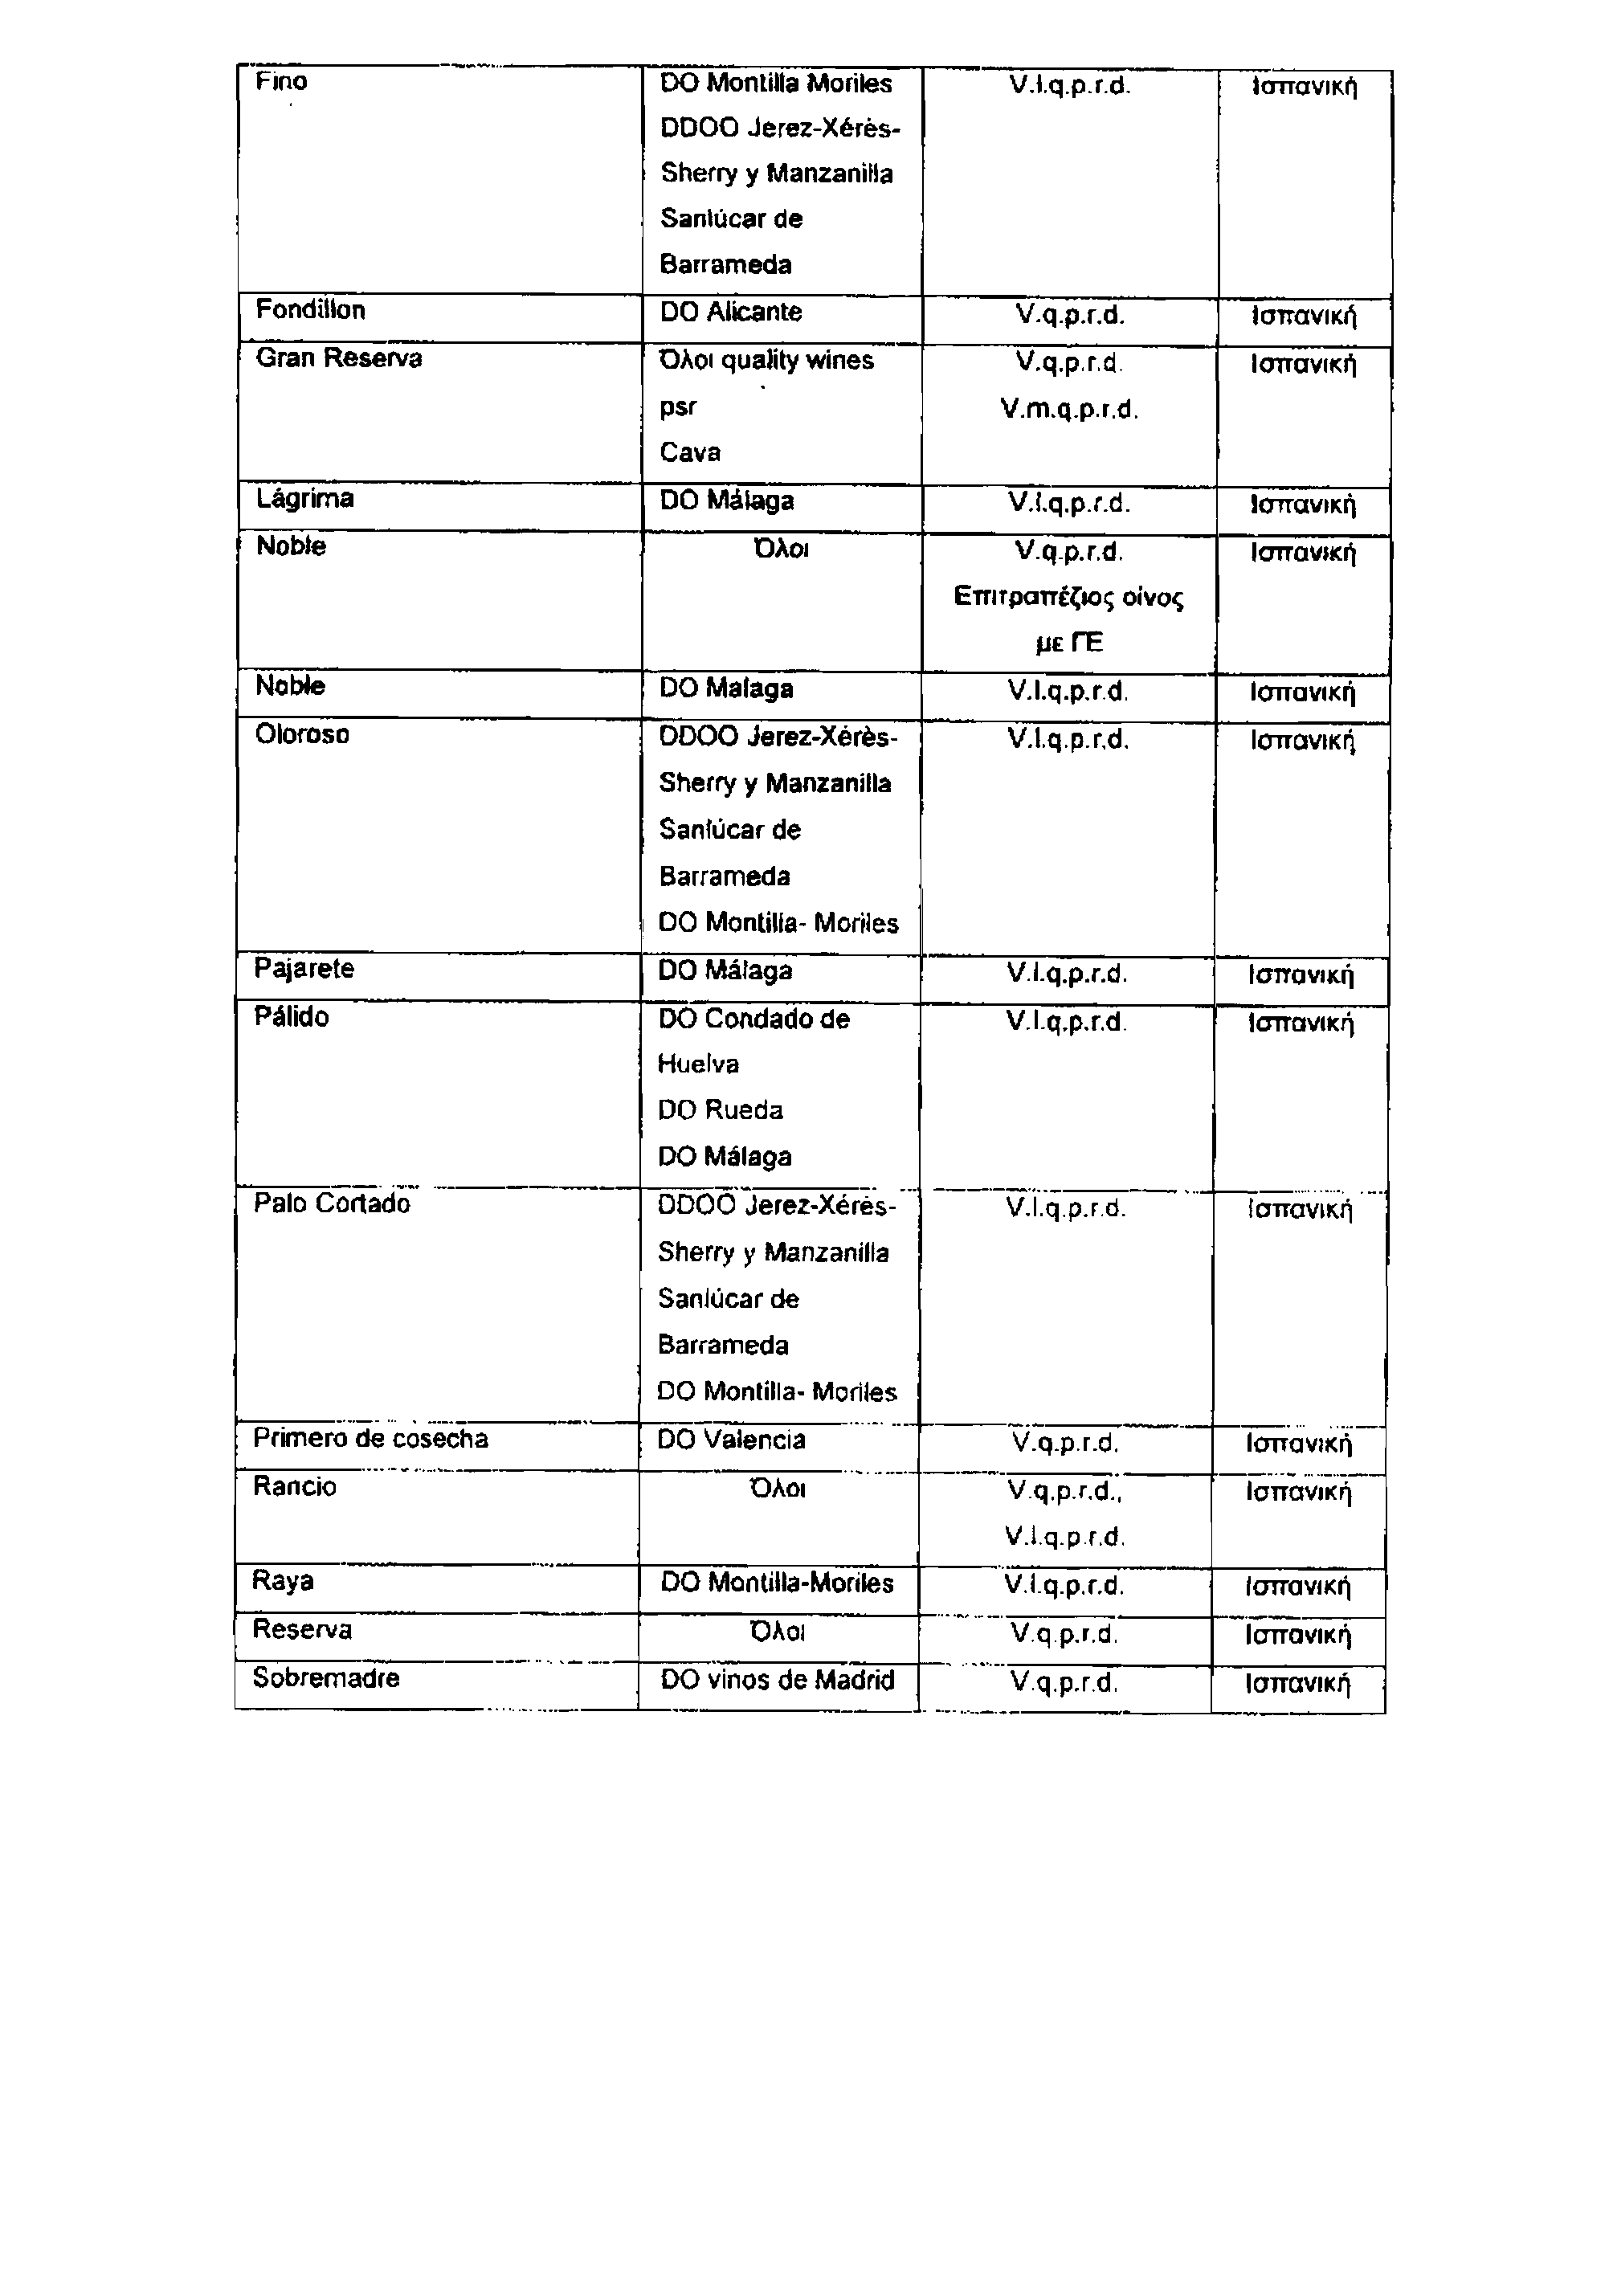 Fino DO Montilla Moriles V.l.q.p.r.d. Ισπανική
DDOO Jerez-Xérès-
Sherry y Manzanilla
Sanlúcar de
Barrameda
Fondillon DO Alicante V.q.p.r.d. Ισπανική
Gran Reserva Όλοι quality wines V.q.p.r.d. Ισπανική
psr V.m.q.p.r.d.
Cava
Lágrima DO Málaga V.l.q.p.r.d. Ισπανική
Noble Όλοι V.q.p.r.d. Ισπανική
Επιτραπέζιος οίνος
με ΓΕ
Noble DO Malaga V.l.q.p.r.d. Ισπανική
Oloroso DDOO Jerez-Xérès- V.l.q.p.r.d. Ισπανική
Sherry y Manzanilla
Sanlúcar de
Barrameda
DO Montilla- Moriles
Pajarete DO Málaga V.l.q.p.r.d. Ισπανική
Pálido DO Condado de V.l.q.p.r.d. Ισπανική
Huelva
DO Rueda
DO Málaga
Palo Cortado DDOO Jerez-Xérès- V.l.q.p.r.d. Ισπανική
Sherry y Manzanilla
Sanlúcar de
Barrameda
DO Montilla- Moriles
Primero de cosecha DO Valencia V.q.p.r.d. Ισπανική
Rancio Όλοι V.q.p.r.d., Ισπανική
V.l.q.p.r.d.
Raya DO Montilla-Moriles V.l.q.p.r.d. Ισπανική
Reserva Όλοι V.q.p.r.d. Ισπανική
Sobremadre DO vinos de Madrid V.q.p.r.d. Ισπανική